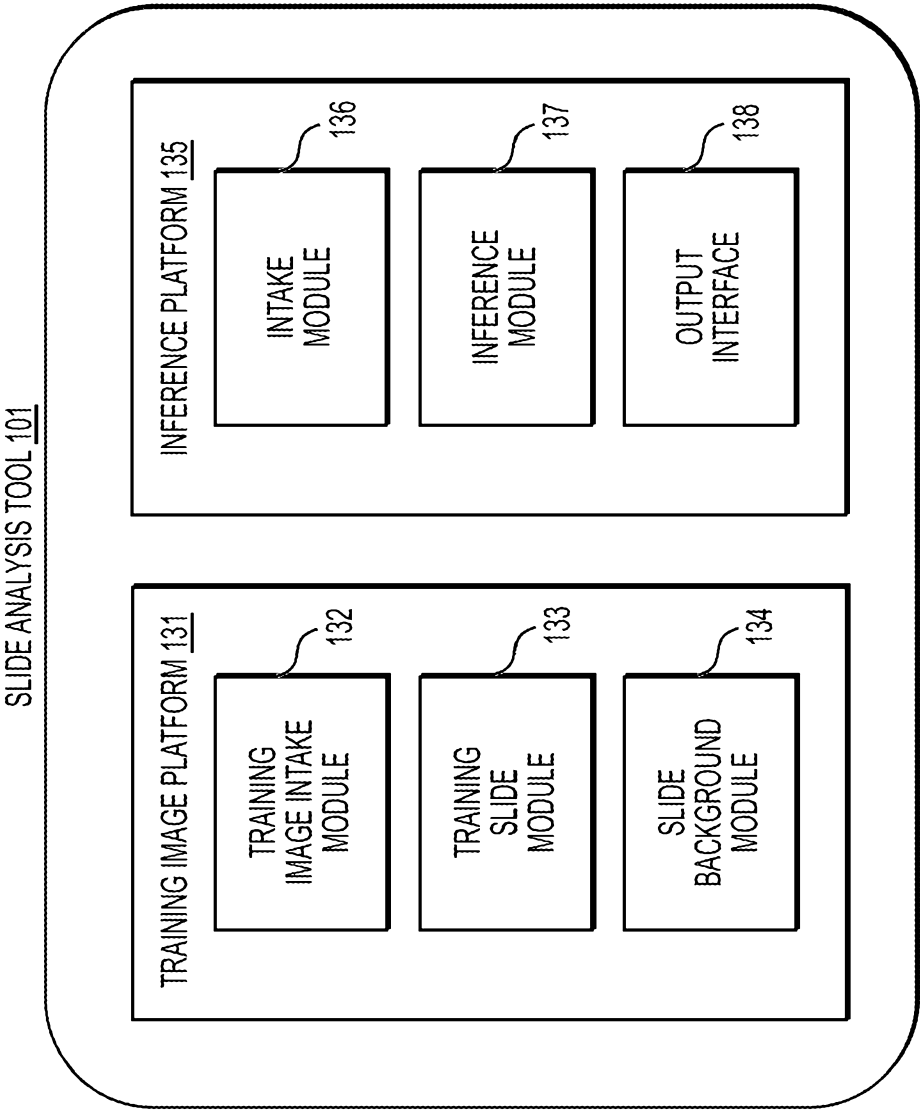 SLIDE ANALYSIS TOOL 101
TRAINING IMAGE PLATFORM 131
TRAINING
IMAGE INTAKE
MODULE
132
TRAINING
SLIDE
MODULE
133
SLIDE
BACKGROUND
MODULE
134
INFERENCE PLATFORM 135
INTAKE
MODULE
136
INFERENCE
MODULE
137
OUTPUT
INTERFACE
138